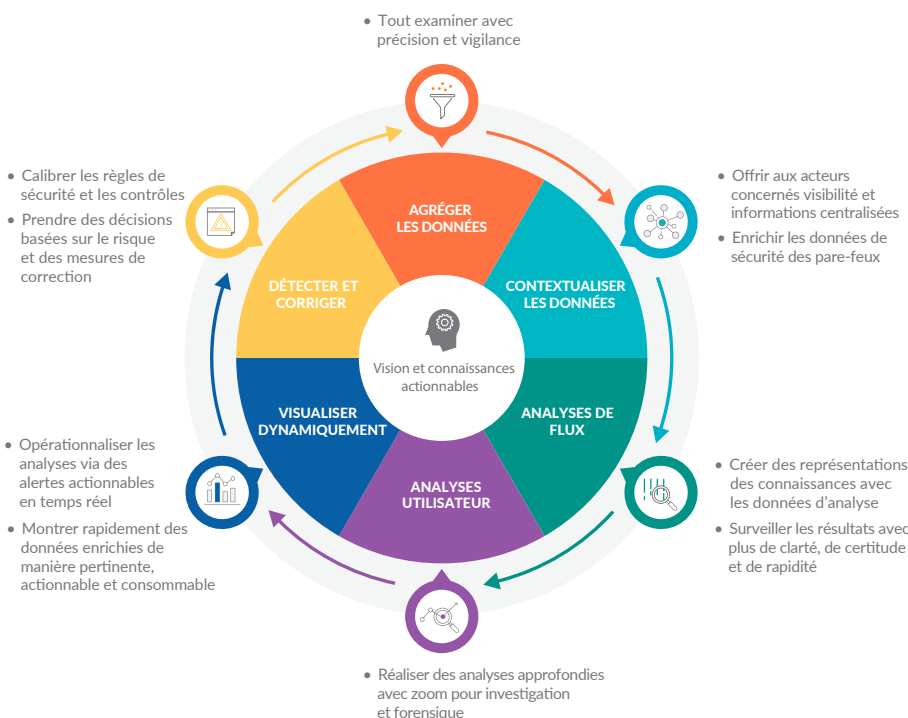 • Tout examiner avec
précision et vigilance
• Calibrer les règles de
sécurité et les contrôles
• Prendre des décisions
basées sur le risque
et des mesures de
correction
• Offrir aux acteurs
concernés visibilité et
informations centralisées
• Enrichir les données de
sécurité des pare-feux
AGRÉGER
LES DONNÉES
DÉTECTER ET
CORRIGER
CONTEXTUALISER
LES DONNÉES
Vision et connaissances
actionnables
VISUALISER
DYNAMIQUEMENT
ANALYSES DE
FLUX
ANALYSES
UTILISATEUR
• Opérationnaliser les
analyses via des
alertes actionnables
en temps réel
• Montrer rapidement des
données enrichies de
manière pertinente,
actionnable et consommable
• Créer des représentations
des connaissances avec
les données d’analyse
• Surveiller les résultats avec
plus de clarté, de certitude
et de rapidité
• Réaliser des analyses approfondies
avec zoom pour investigation
et forensique